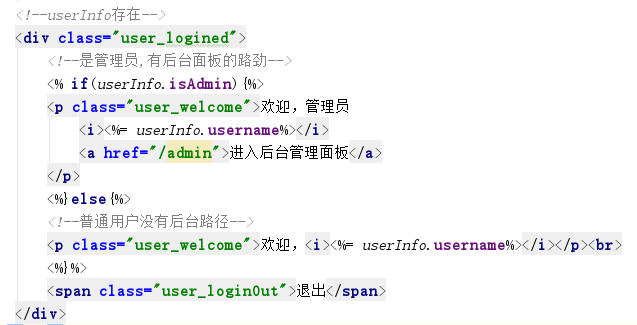 <!--userInfo存在-->
<div class="user_logined">
<!--是管理员,有后台面板的路劲-->
<% if(userInfo.isAdmin){%>
<p class="user_welcome">欢迎，管理员
<i><%= userInfo.username%></i>
<a href="/admin">进入后台管理面板</a>
</p>
<%}else{%>
<!--普通用户没有后台路径-->
<p class="user_welcome">欢迎，<i><%= userInfo.username%></i></p><br>
<%}%>
<span class="user_loginOut">退出</span>
</div>